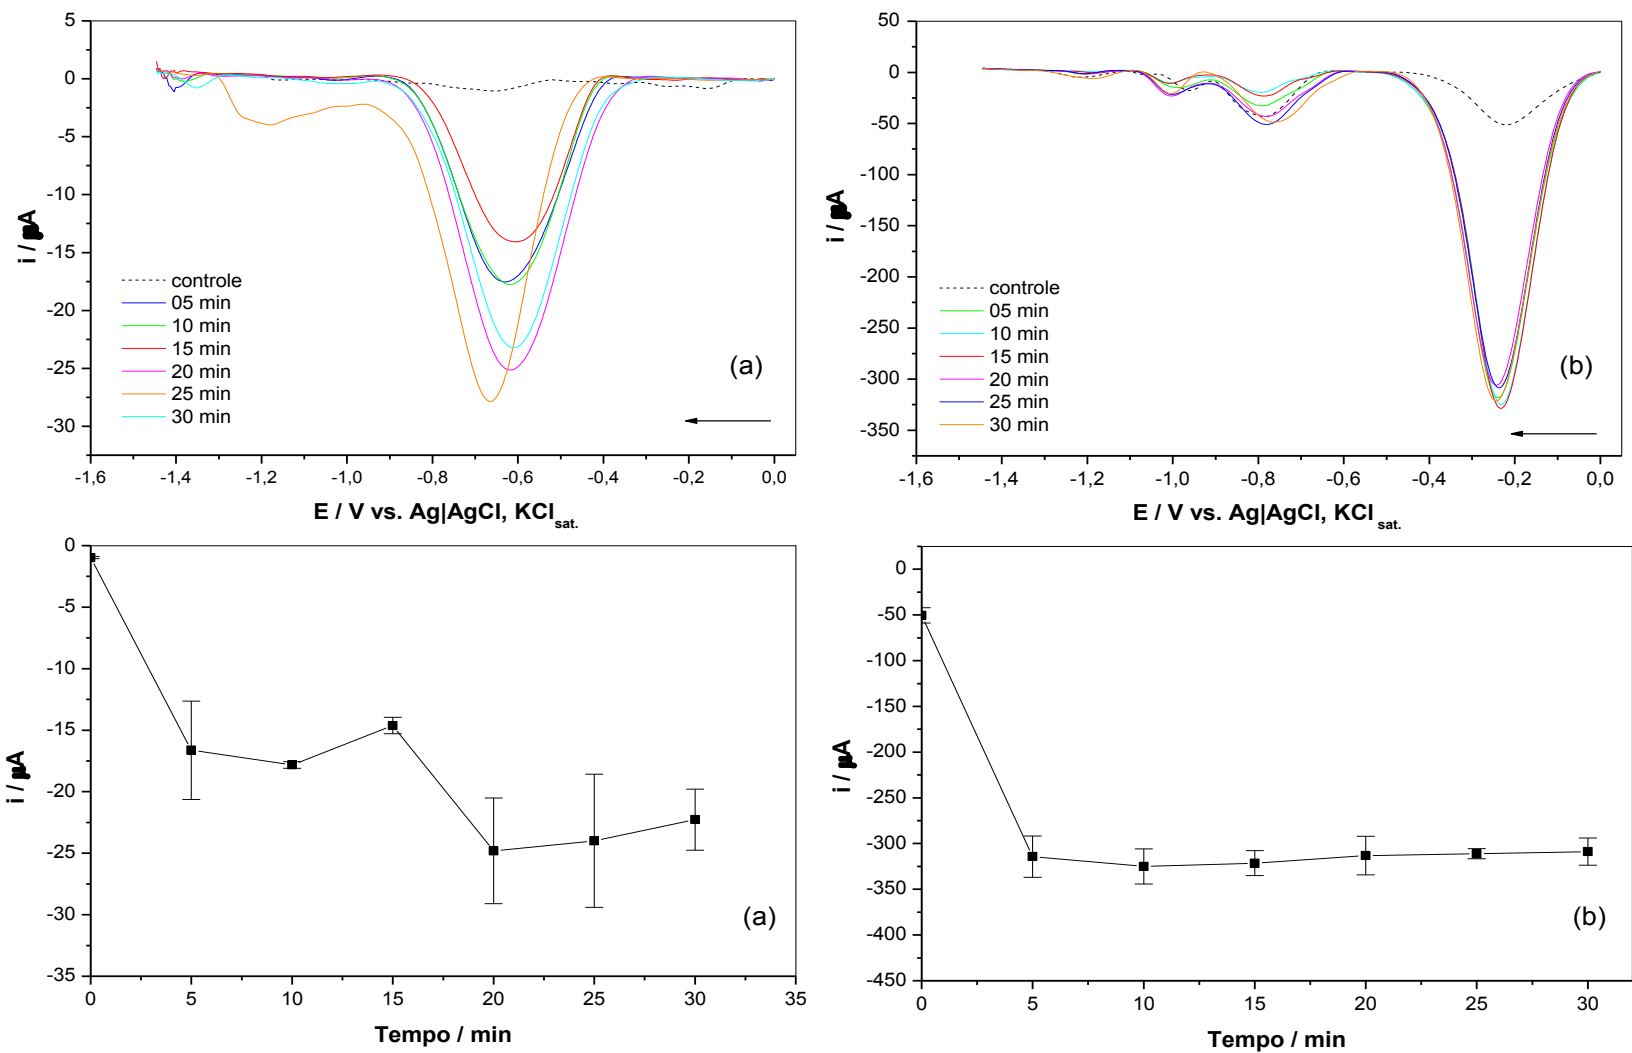 5
0
-5
-10
-15
-20
-25
-30
i / µA
controle
05 min
10 min
15 min
20 min
25 min
30 min
(a)
-1,6
-1,4
-1,2
-1,0
-0,8
-0,6
-0,4
-0,2
0,0
E / V vs. Ag|AgCl, KCl sat.
50
0
-50
-100
-150
-200
-250
-300
-350
i / µA
controle
05 min
10 min
15 min
20 min
25 min
30 min
(b)
-1,6
-1,4
-1,2
-1,0
-0,8
-0,6
-0,4
-0,2
0,0
E / V vs. Ag|AgCl, KCl sat.
0
-5
-10
-15
-20
-25
-30
-35
i / µA
(a)
0
5
10
15
20
25
30
35
Tempo / min
0
-50
-100
-150
-200
-250
-300
-350
-400
-450
i / µA
(b)
0
5
10
15
20
25
30
Tempo / min